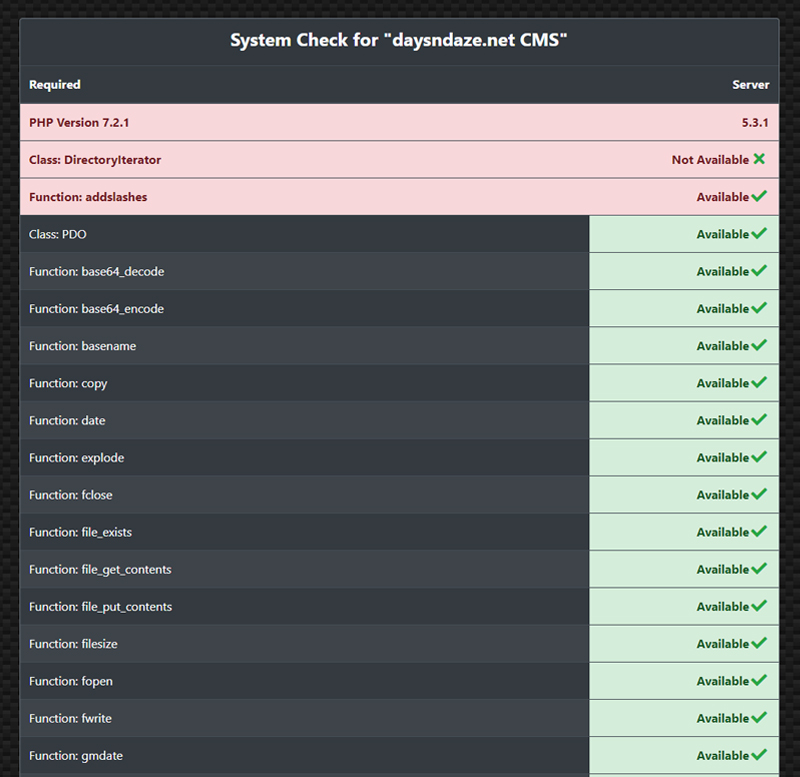 System Check for "daysndaze.net CMS"
Required Server
PHP Version 7.2.1 5.3.1
Class: DirectoryIterator Not Available
Function: addslashes Available
Class: PDO Available
Function: base64_decode Available
Function: base64_encode Available
Function: basename Available
Function: copy Available
Function: date Available
Function: explode Available
Function: fclose Available
Function: file_exists Available
Function: file_get_contents Available
Function: file_put_contents Available
Function: filesize Available
Function: fopen Available
Function: fwrite Available
Function: gmdate Available